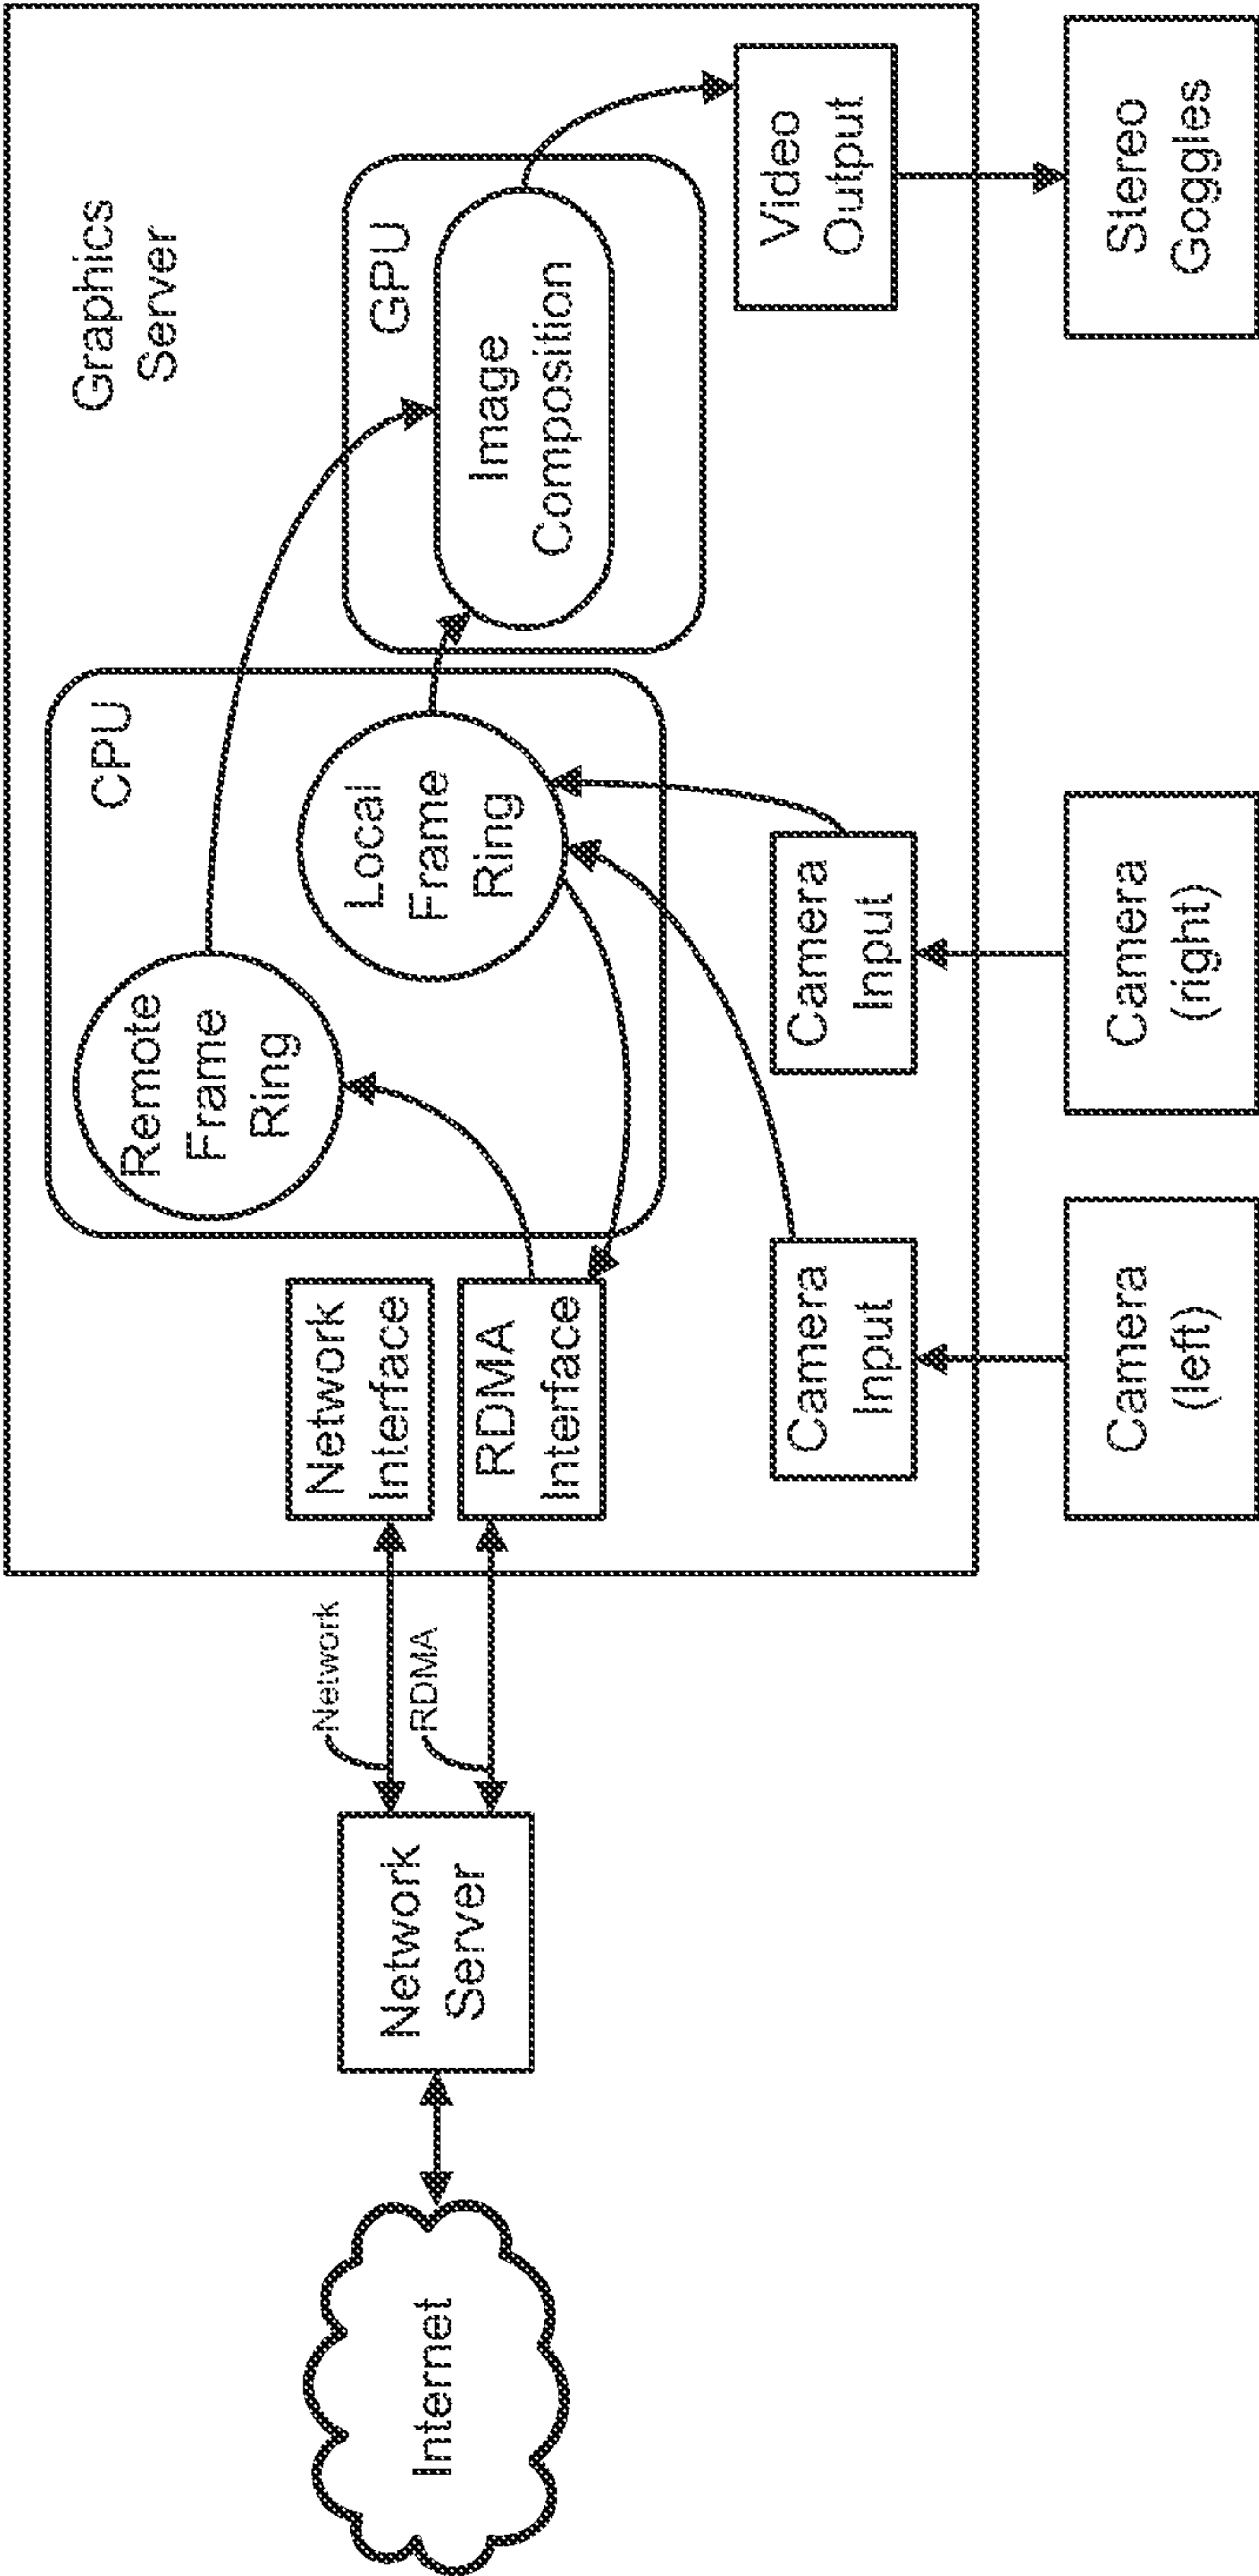 Graphics
Server
CPU
GPU
Remote
Frame
Ring
Local
Frame
Ring
Image
Composition
Network
Interface
RDMA
Interface
Network
RDMA
Network
Server
Internet
Camera
Input
Camera
Input
Video
Output
Camera
(left)
Camera
(right)
Stereo
Goggles